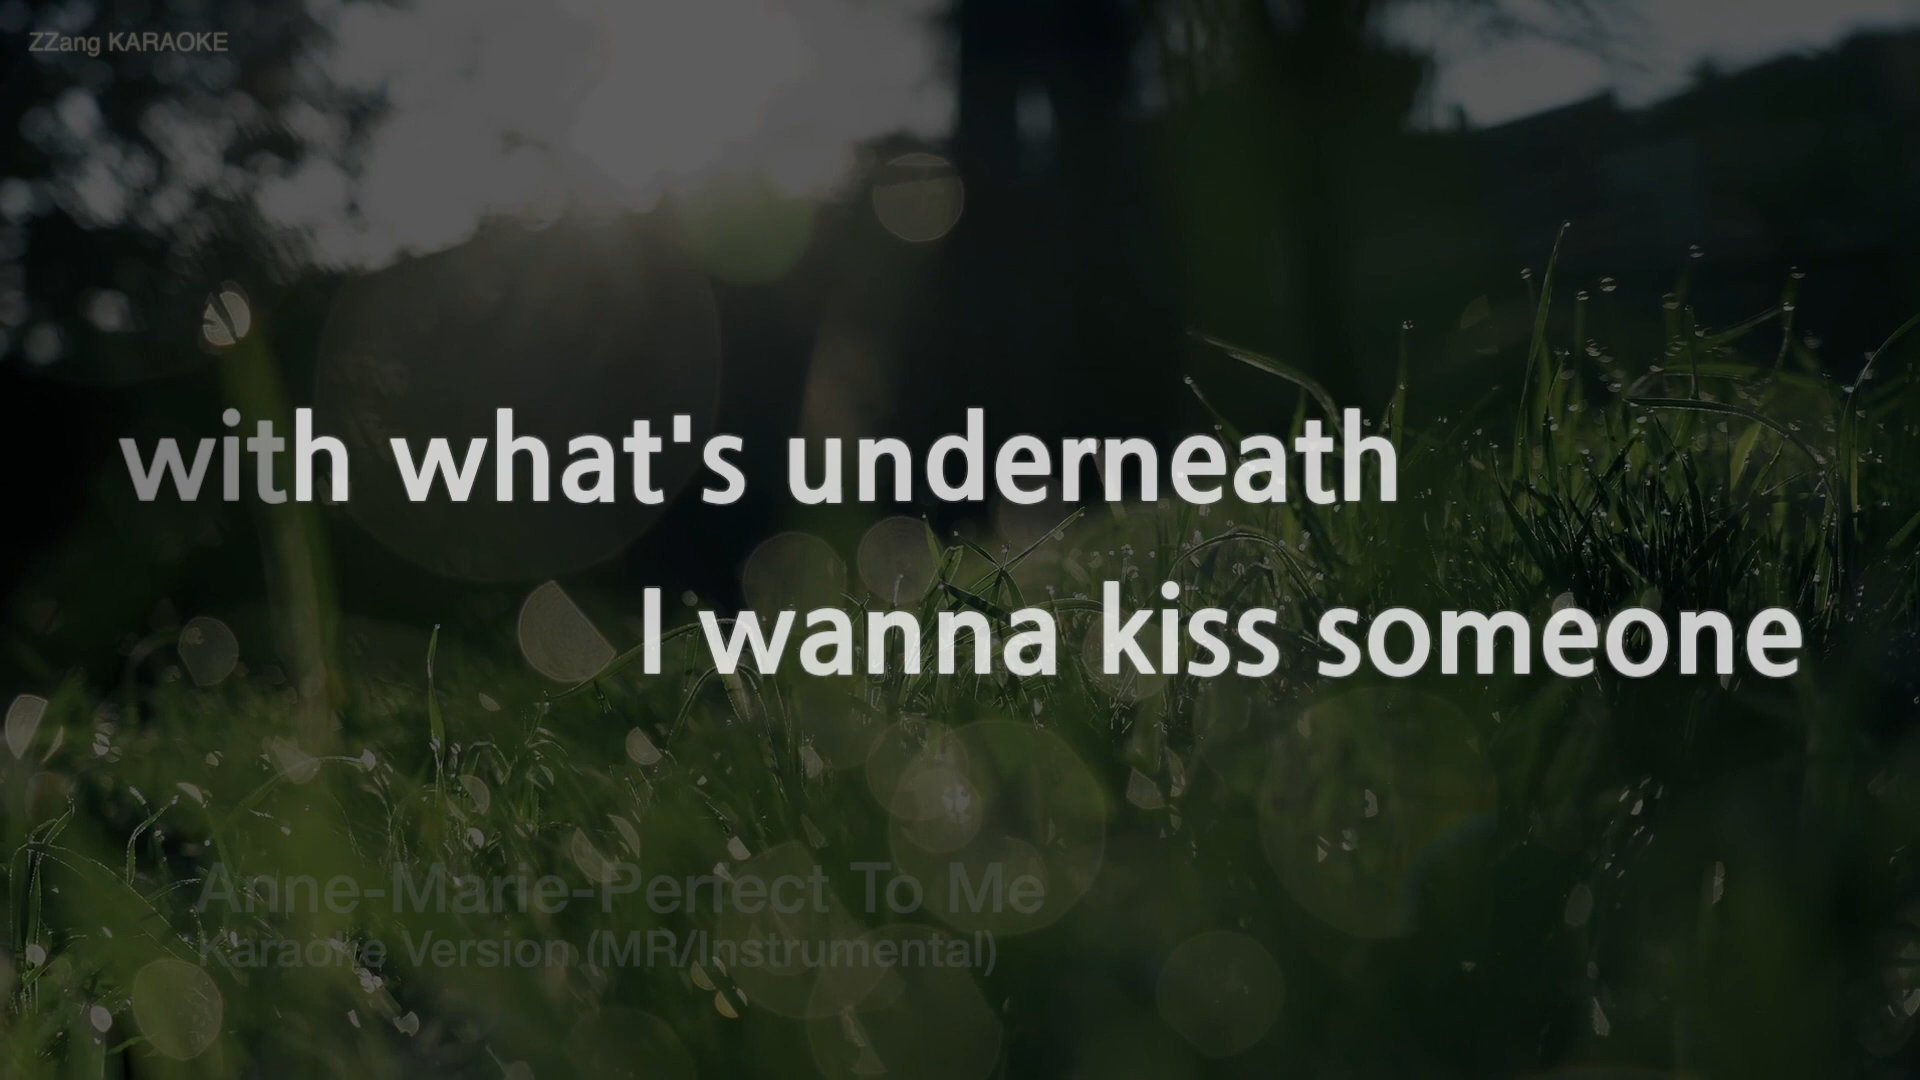 ZZang KARAOKE
with what's underneath
I wanna kiss someone
Anne-Marie-Perfect To Me
Karaoke Version (MR/Instrumental)